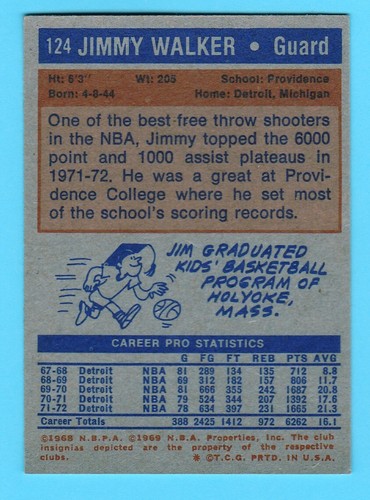 124 JIMMY WALKER • Guard
Ht: 6'3" Wt: 205 School: Providence
Born: 4-8-44 Home: Detroit, Michigan
One of the best free throw shooters
in the NBA, Jimmy topped the 6000
point and 1000 assist plateaus in
1971-72. He was a great at Provi-
dence College where he set most
of the school's scoring records.
JIM GRADUATED
KIDS' BASKETBALL
PROGRAM OF
HOLYOKE,
MASS.
CAREER PRO STATISTICS
G FG FT REB PTS AVG
67-68 Detroit NBA 81 289 134 135 712 8.8
68-69 Detroit NBA 69 312 182 157 806 11.7
69-70 Detroit NBA 81 666 355 242 1687 20.8
70-71 Detroit NBA 79 524 344 207 1392 17.6
71-72 Detroit NBA 78 634 397 231 1665 21.3
Career Totals 388 2425 1412 972 6262 16.1
©1968 N.B.P.A. ©1969 N.B.A. Properties, Inc. The club
insignias depicted are the property of the respective
clubs. * ©T.C.G. PRTD. IN U.S.A.